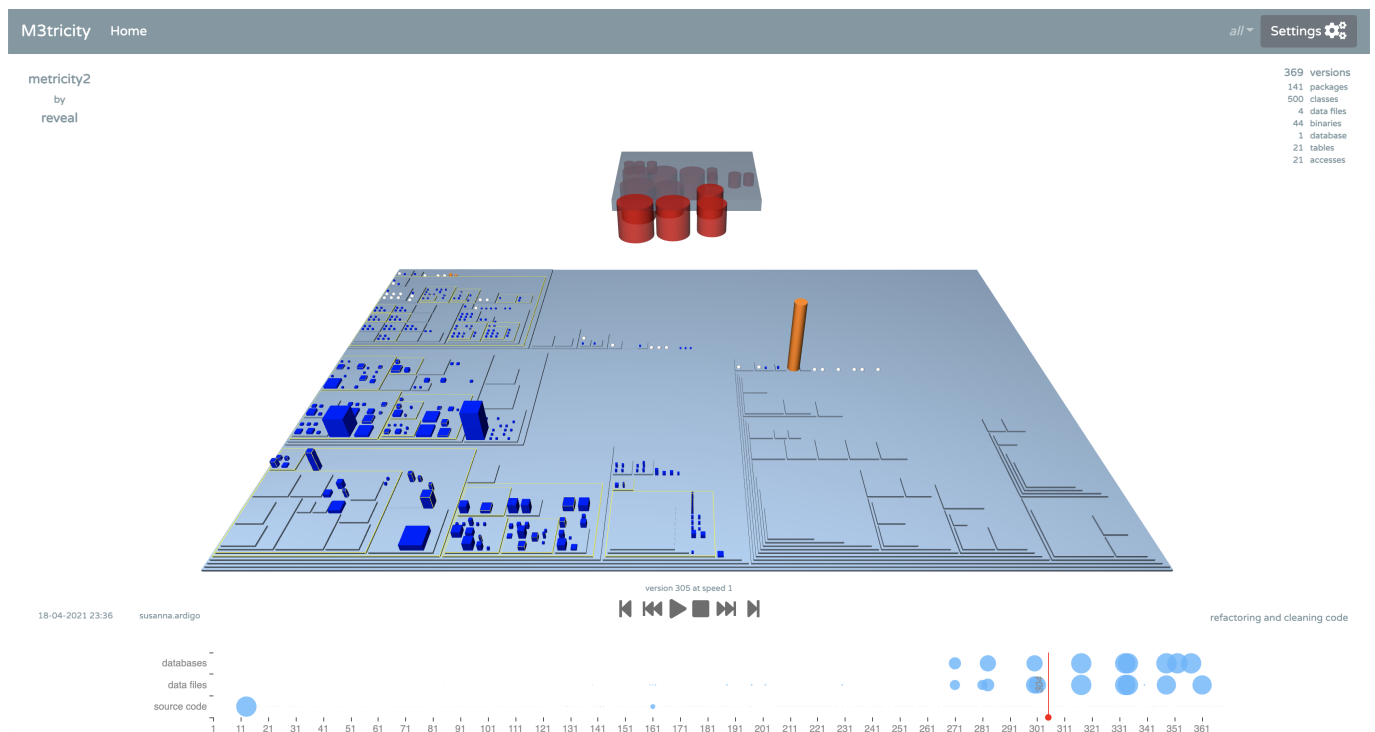 M3tricity Home all Settings
metricity2
by
reveal
369 versions
141 packages
500 classes
4 data files
44 binaries
1 database
21 tables
21 accesses
version 305 at speed 1
18-04-2021 23:36 susanna.ardigo refactoring and cleaning code
databases
data files
source code
1 11 21 31 41 51 61 71 81 91 101 111 121 131 141 151 161 171 181 191 201 211 221 231 241 251 261 271 281 291 301 311 321 331 341 351 361